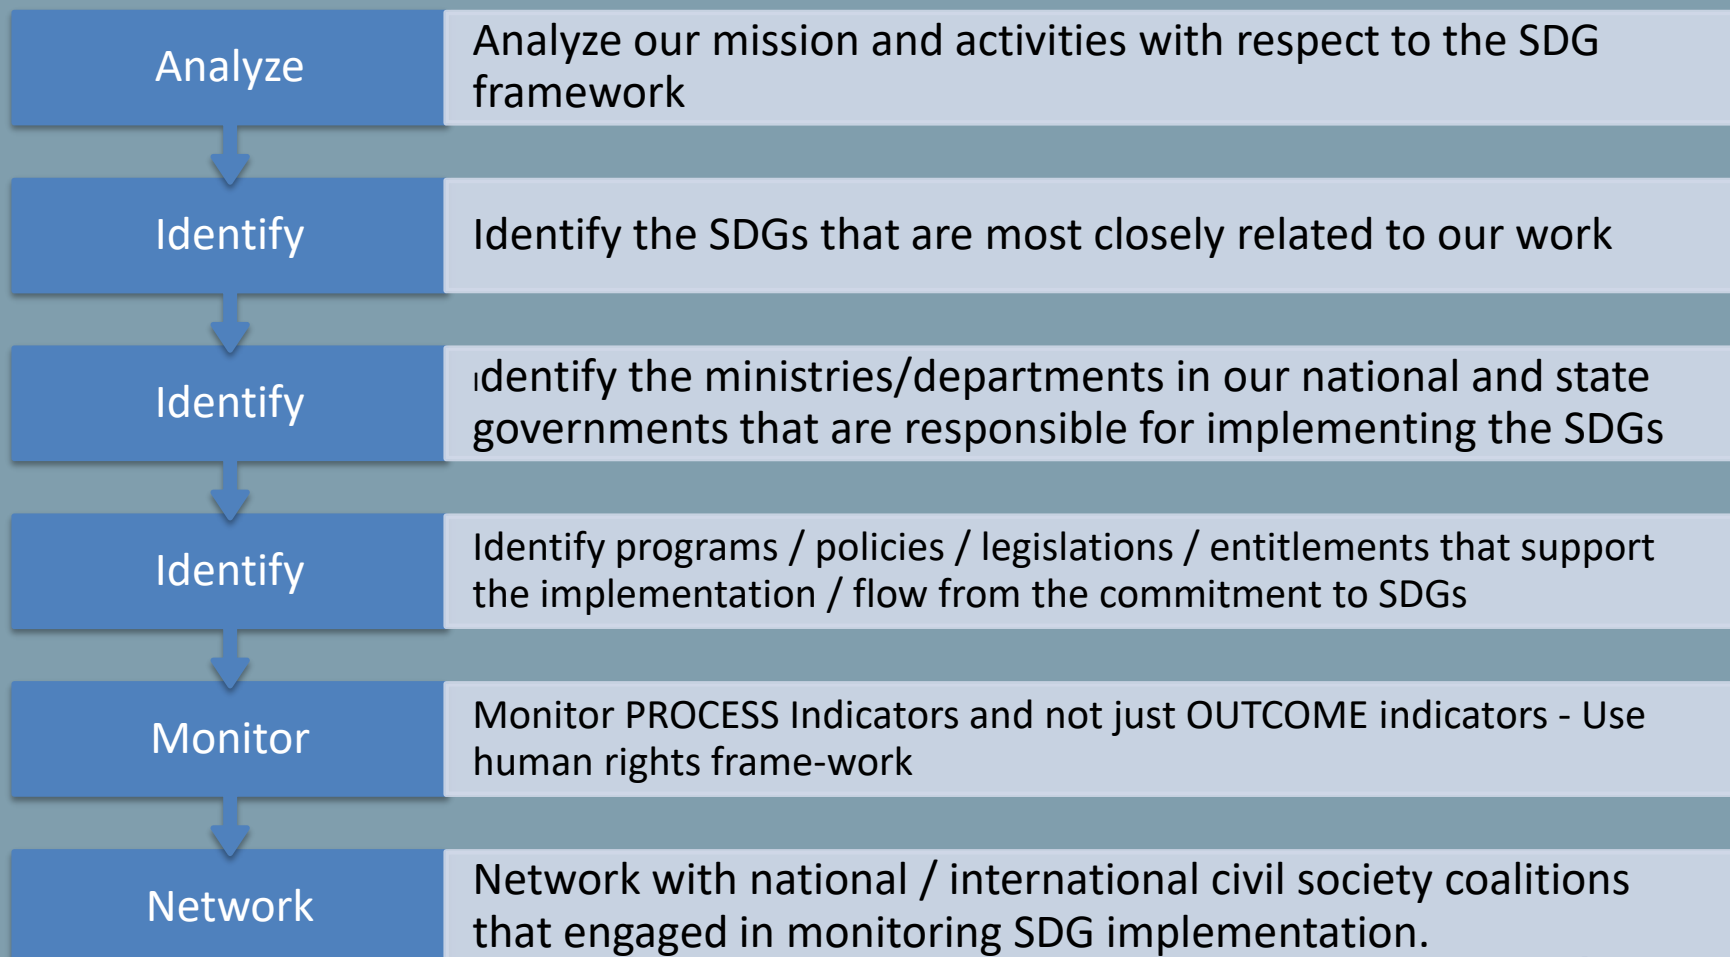 Analyze
Analyze our mission and activities with respect to the SDG
framework
Identify
Identify the SDGs that are most closely related to our work
Identify
Identify the ministries/departments in our national and state
governments that are responsible for implementing the SDGs
Identify
Identify programs / policies / legislations / entitlements that support
the implementation / flow from the commitment to SDGs
Monitor
Monitor PROCESS Indicators and not just OUTCOME indicators - Use
human rights frame-work
Network
Network with national / international civil society coalitions
that engaged in monitoring SDG implementation.